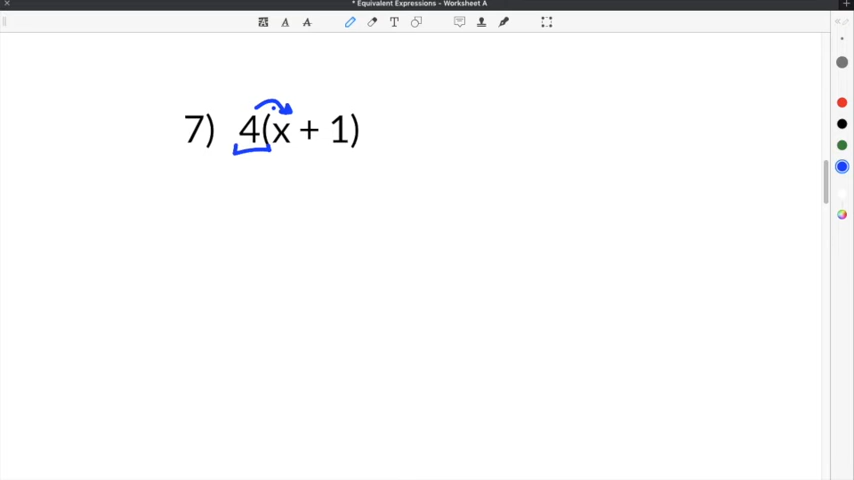 * Equivalent Expressions - Worksheet A
7) 4(x + 1)